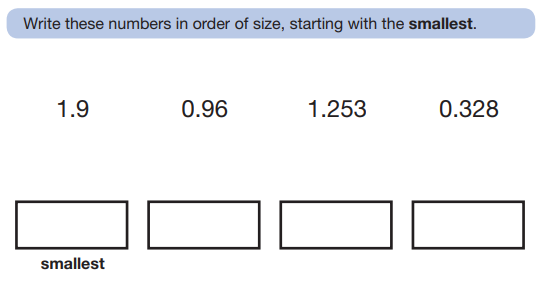 Write these numbers in order of size, starting with the smallest.
1.9 0.96 1.253 0.328
smallest